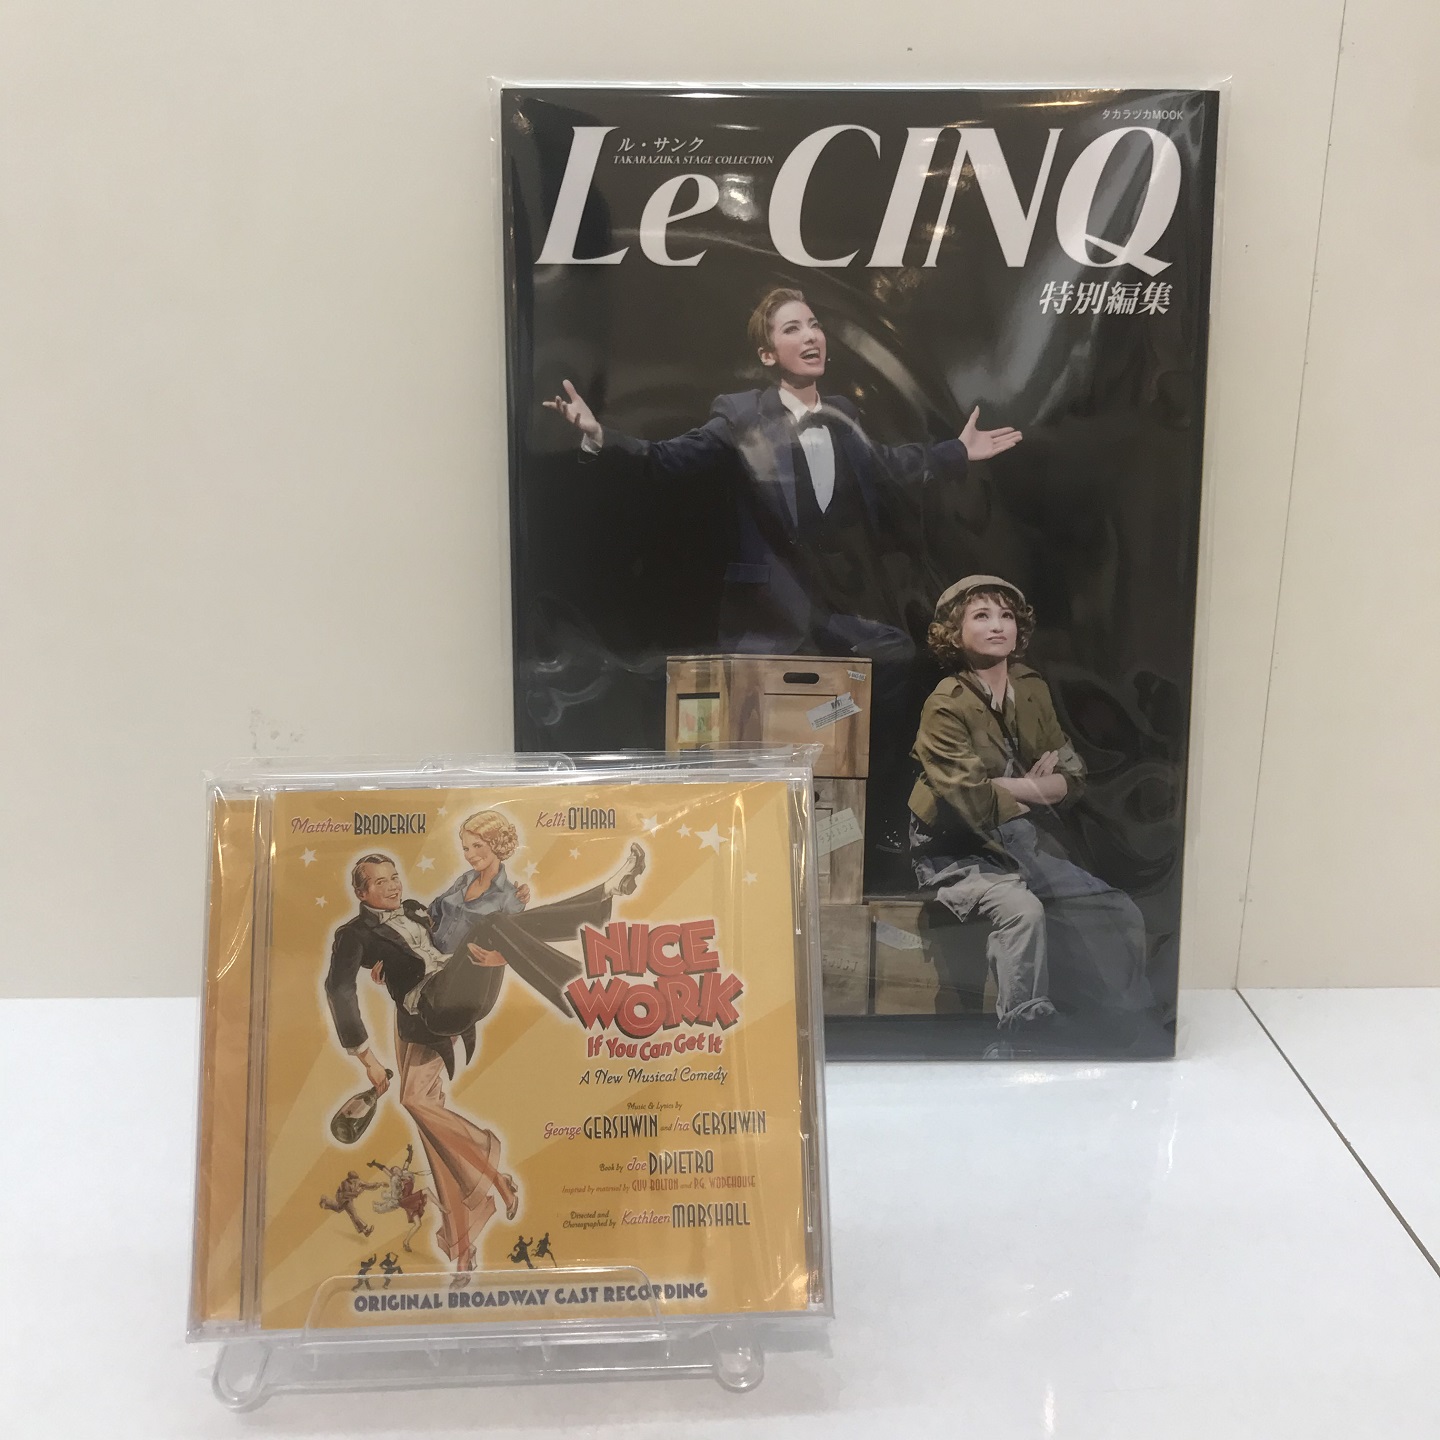 タカラヅカMOOK
ル・サンク
TAKARAZUKA STAGE COLLECTION
Le CINQ
特別編集
Matthew BRODERICK
Kelli O'HARA
NICE
WORK
If You Can Get It
A New Musical Comedy
Music & Lyrics by
George GERSHWIN and Ira GERSHWIN
Book by Joe DIPIETRO
Inspired by material by GUY BOLTON and P.G. WODEHOUSE
Directed and
Choreographed by Kathleen MARSHALL
ORIGINAL BROADWAY CAST RECORDING